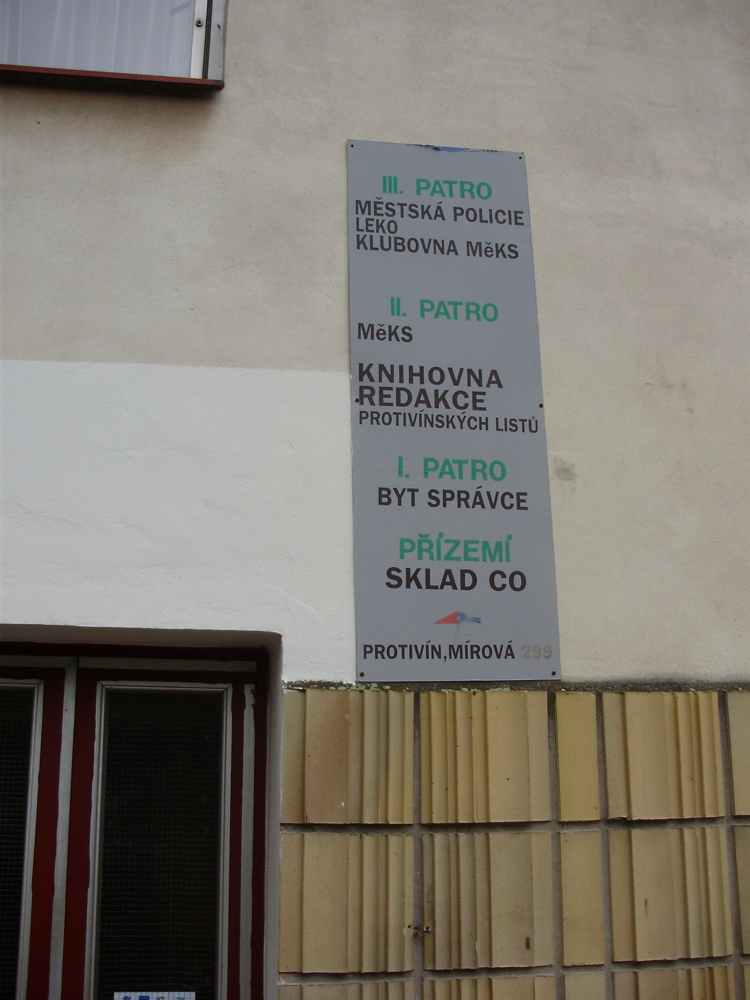 III. PATRO
MĚSTSKÁ POLICIE
LEKO
KLUBOVNA MěKS
II. PATRO
MěKS
KNIHOVNA
REDAKCE
PROTIVÍNSKÝCH LISTŮ
I. PATRO
BYT SPRÁVCE
PŘÍZEMÍ
SKLAD CO
PROTIVÍN,MÍROVÁ 299